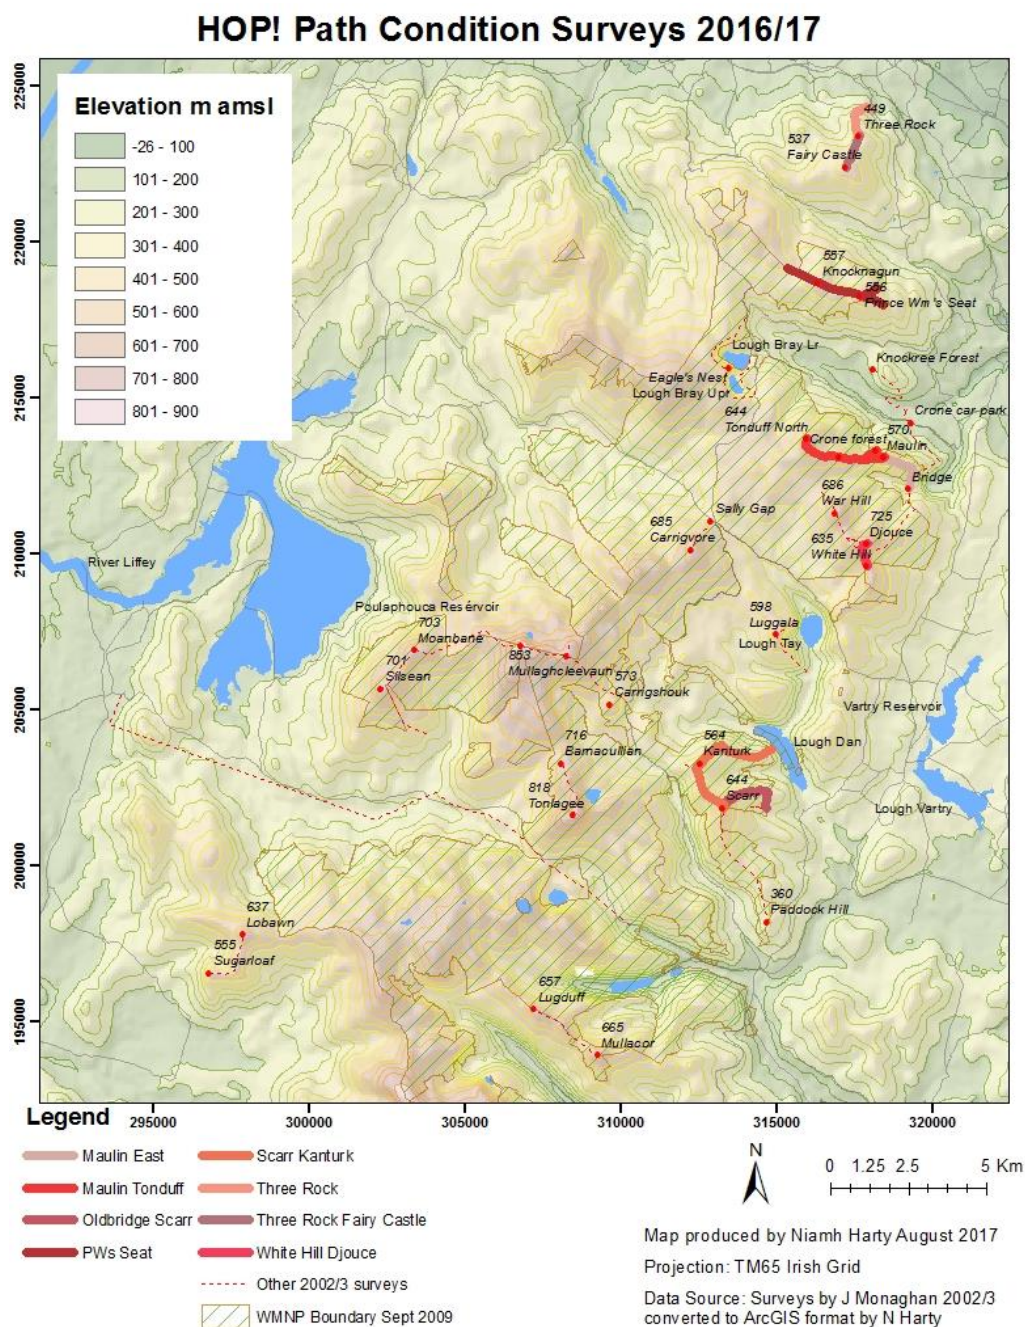 HOP! Path Condition Surveys 2016/17
Elevation m amsl
-26 - 100
101 - 200
201 - 300
301 - 400
401 - 500
501 - 600
601 - 700
701 - 800
801 - 900
225000
220000
215000
210000
205000
200000
195000
449
Three Rock
537
Fairy Castle
557
Knocknagun
556
Prince Wm's Seat
Lough Bray Lr
Eagle's Nest
Lough Bray Upr
Knockree Forest
Crone car park
644
Tonduff North
Crone forest
570
Maulin
Bridge
686
War Hill
725
Djouce
635
White Hill
Sally Gap
685
Carrigvore
River Liffey
Poulaphouca Reservoir
703
Moanbane
701
Silsean
853
Mullaghcleevaun
573
Carrigshouk
598
Luggala
Lough Tay
Vartry Reservoir
Lough Dan
564
Kanturk
644
Scarr
Lough Vartry
716
Barnacullian
818
Tonlagee
360
Paddock Hill
637
Lobawn
555
Sugarloaf
657
Lugduff
665
Mullacor
295000
300000
305000
310000
315000
320000
Legend
Maulin East
Maulin Tonduff
Oldbridge Scarr
PWs Seat
Scarr Kanturk
Three Rock
Three Rock Fairy Castle
White Hill Djouce
Other 2002/3 surveys
WMNP Boundary Sept 2009
N
0 1.25 2.5 5 Km
Map produced by Niamh Harty August 2017
Projection: TM65 Irish Grid
Data Source: Surveys by J Monaghan 2002/3
converted to ArcGIS format by N Harty